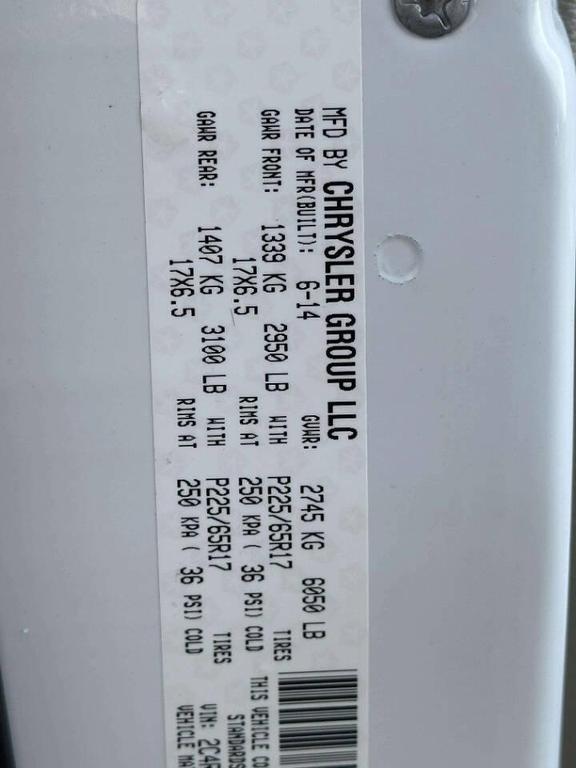 MFD BY CHRYSLER GROUP LLC
DATE OF MFR(BUILT): 6-14 GVWR: 2745 KG 6050 LB
GAWR FRONT: 1339 KG 2950 LB WITH P225/65R17 TIRES
17X6.5 RIMS AT 250 KPA ( 36 PSI) COLD
GAWR REAR: 1407 KG 3100 LB WITH P225/65R17 TIRES
17X6.5 RIMS AT 250 KPA ( 36 PSI) COLD
THIS VEHICLE
STANDARDS
VIN:
VEHICLE